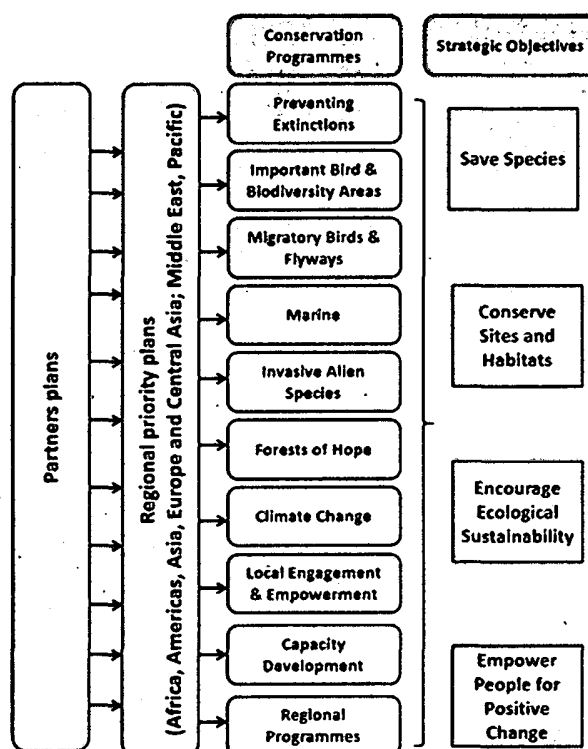 Conservation
Programmes
Strategic Objectives
Partners plans
Regional priority plans
(Africa, Americas, Asia, Europe and Central Asia; Middle East, Pacific)
Preventing
Extinctions
Important Bird &
Biodiversity Areas
Migratory Birds &
Flyways
Marine
Invasive Alien
Species
Forests of Hope
Climate Change
Local Engagement
& Empowerment
Capacity
Development
Regional
Programmes
Save Species
Conserve
Sites and
Habitats
Encourage
Ecological
Sustainability
Empower
People for
Positive
Change